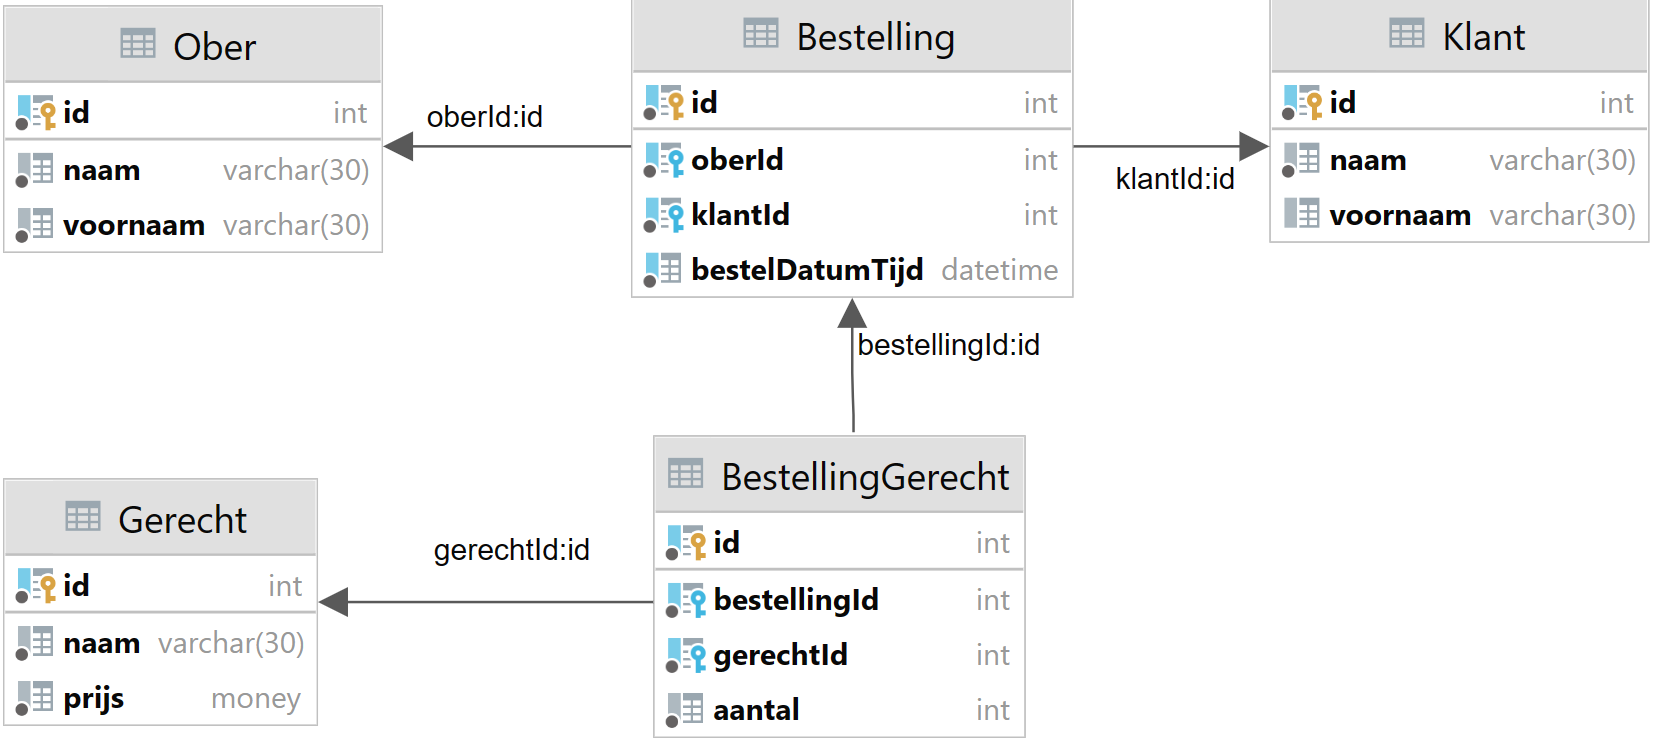 Ober
id int
naam varchar(30)
voornaam varchar(30)
oberId:id
Bestelling
id int
oberId int
klantId int
bestelDatumTijd datetime
klantId:id
Klant
id int
naam varchar(30)
voornaam varchar(30)
bestellingId:id
Gerecht
id int
naam varchar(30)
prijs money
gerechtId:id
BestellingGerecht
id int
bestellingId int
gerechtId int
aantal int